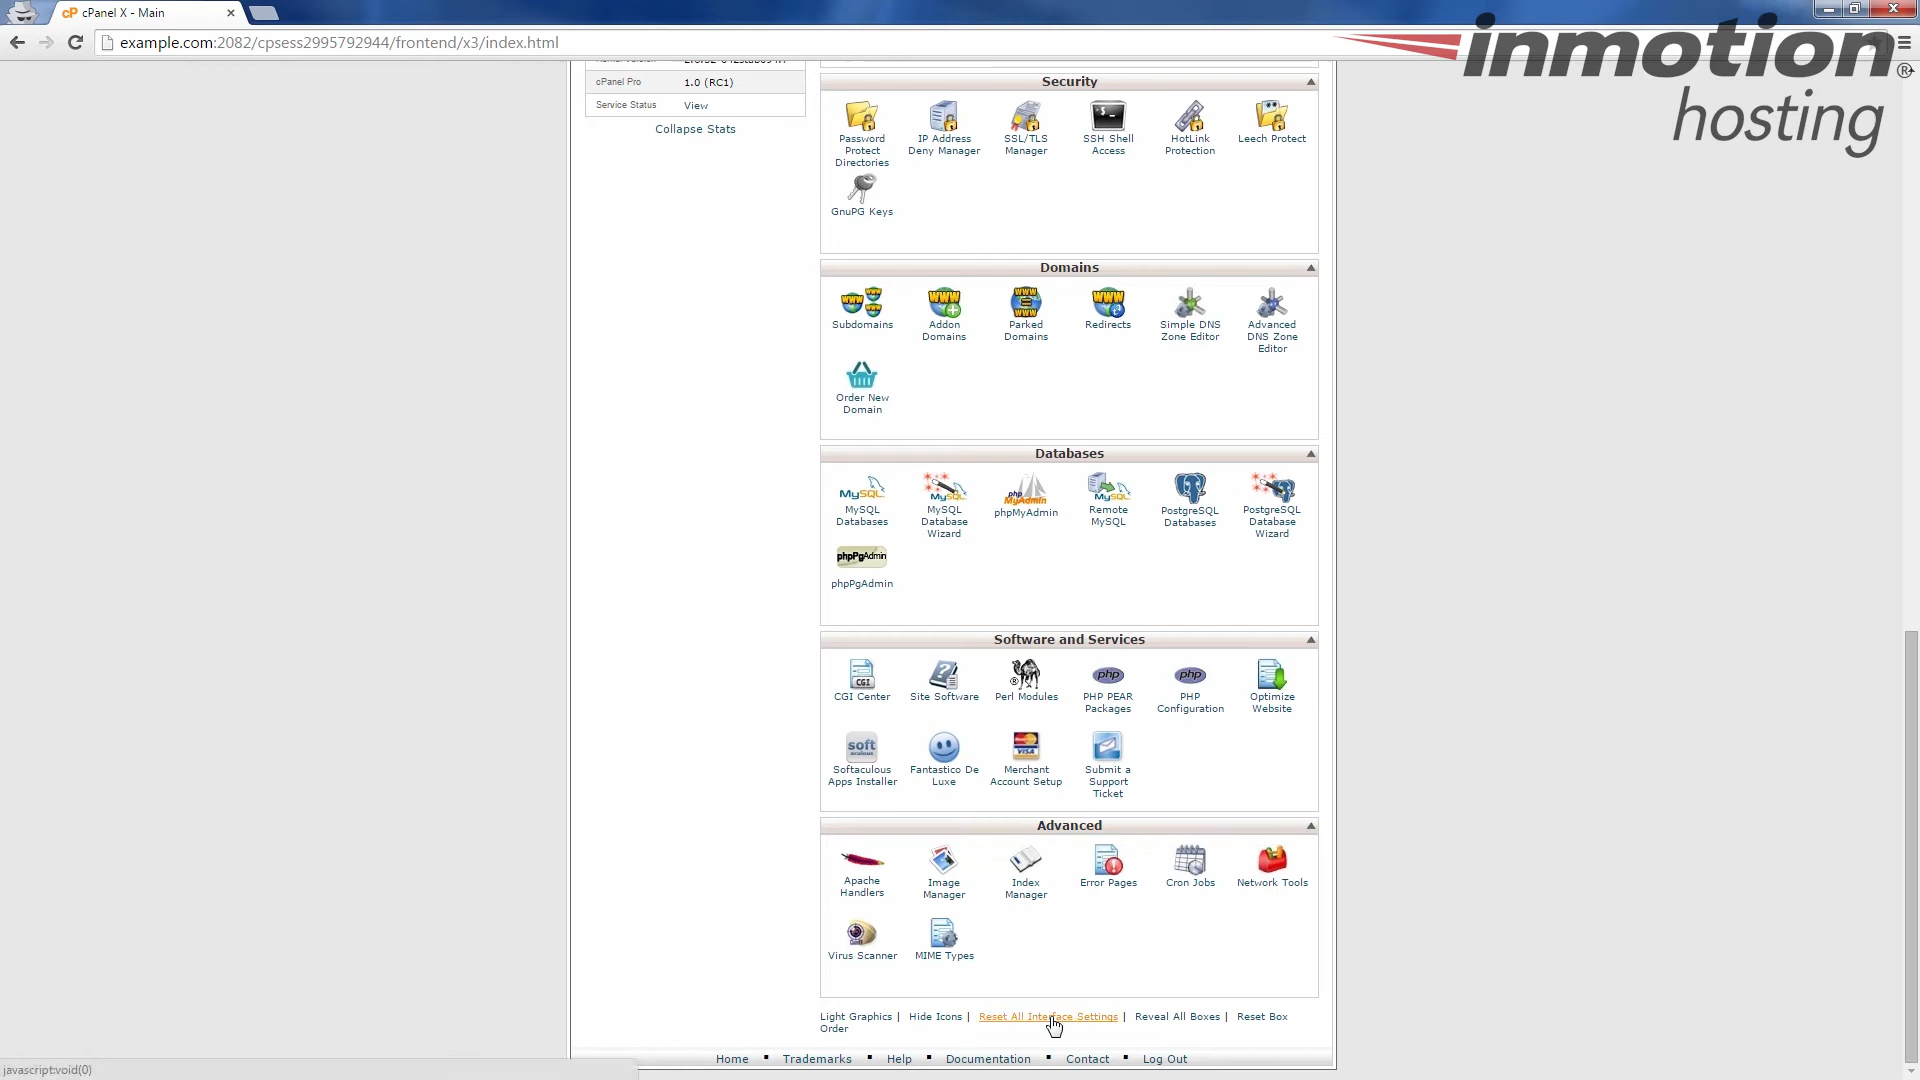 cPanel X - Main
example.com:2082/cpsess2995792944/frontend/x3/index.html
inmotion
hosting
®
cPanel Pro 1.0 (RC1)
Service Status View
Collapse Stats
Security
Password Protect Directories
IP Address Deny Manager
SSL/TLS Manager
SSH Shell Access
HotLink Protection
Leech Protect
GnuPG Keys
Domains
Subdomains
Addon Domains
Parked Domains
Redirects
Simple DNS Zone Editor
Advanced DNS Zone Editor
Order New Domain
Databases
MySQL Databases
MySQL Database Wizard
phpMyAdmin
Remote MySQL
PostgreSQL Databases
PostgreSQL Database Wizard
phpPgAdmin
phpPgAdmin
Software and Services
CGI Center
Site Software
Perl Modules
PHP PEAR Packages
PHP Configuration
Optimize Website
Softaculous Apps Installer
Fantastico De Luxe
Merchant Account Setup
Submit a Support Ticket
Advanced
Apache Handlers
Image Manager
Index Manager
Error Pages
Cron Jobs
Network Tools
Virus Scanner
MIME Types
Light Graphics | Hide Icons | Reset All Interface Settings | Reveal All Boxes | Reset Box
Order
Home ▪ Trademarks ▪ Help ▪ Documentation ▪ Contact ▪ Log Out
javascript:void(0)